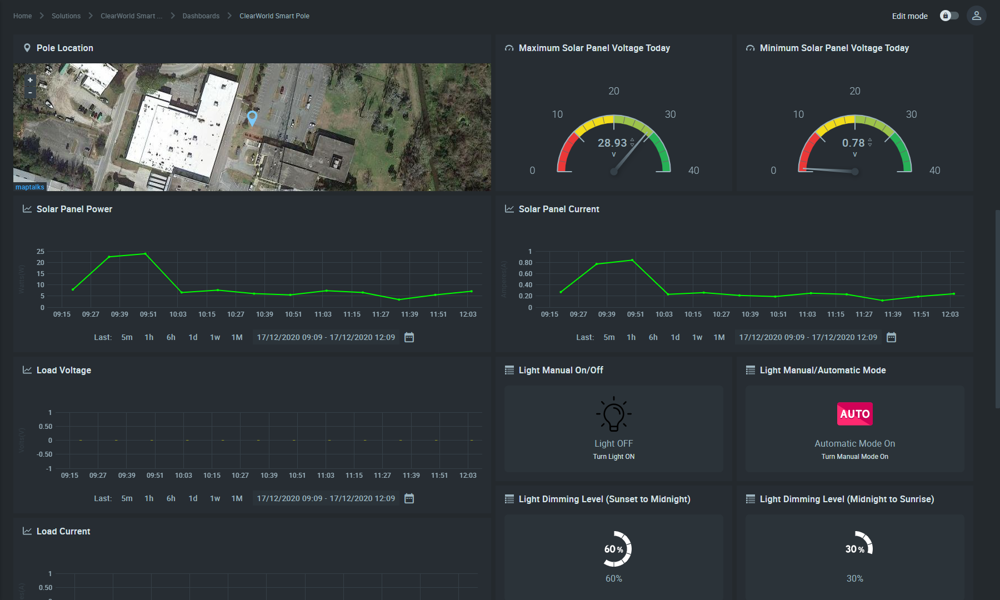 Home Solutions ClearWorld Smart ... Dashboards ClearWorld Smart Pole
Edit mode
Pole Location
+
-
maptalks
Maximum Solar Panel Voltage Today
0
10
20
30
40
28.93
V
Minimum Solar Panel Voltage Today
0
10
20
30
40
0.78
V
Solar Panel Power
Watts(W)
25
20
15
10
5
0
09:15 09:27 09:39 09:51 10:03 10:15 10:27 10:39 10:51 11:03 11:15 11:27 11:39 11:51 12:03
Last: 5m 1h 6h 1d 1w 1M 17/12/2020 09:09 - 17/12/2020 12:09
Solar Panel Current
Amperes(A)
1
0.80
0.60
0.40
0.20
0
09:15 09:27 09:39 09:51 10:03 10:15 10:27 10:39 10:51 11:03 11:15 11:27 11:39 11:51 12:03
Last: 5m 1h 6h 1d 1w 1M 17/12/2020 09:09 - 17/12/2020 12:09
Load Voltage
Volts(V)
1
0.50
0
-0.50
-1
09:15 09:27 09:39 09:51 10:03 10:15 10:27 10:39 10:51 11:03 11:15 11:27 11:39 11:51 12:03
Last: 5m 1h 6h 1d 1w 1M 17/12/2020 09:09 - 17/12/2020 12:09
Light Manual On/Off
Light OFF
Turn Light ON
Light Manual/Automatic Mode
AUTO
Automatic Mode On
Turn Manual Mode On
Load Current
1
0.50
Light Dimming Level (Sunset to Midnight)
60 %
60%
Light Dimming Level (Midnight to Sunrise)
30 %
30%